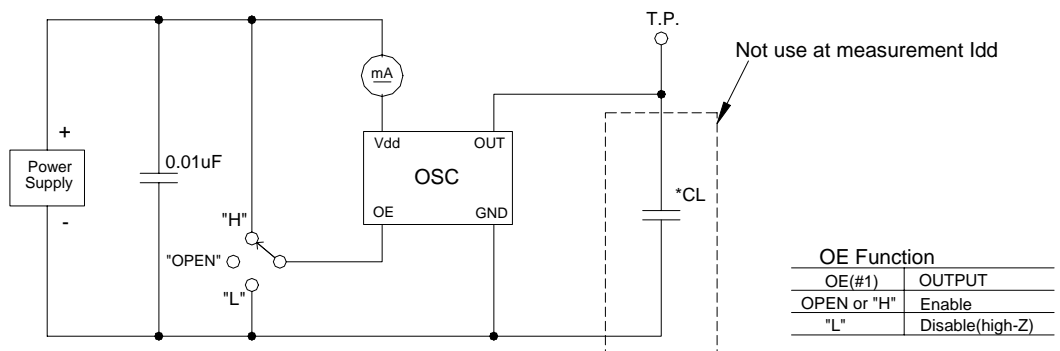 T.P.
Not use at measurement Idd
mA
+
Power
Supply
-
0.01uF
Vdd
OUT
OSC
OE
GND
*CL
"H"
"OPEN"
"L"
OE Function
OE(#1) OUTPUT
OPEN or "H" Enable
"L" Disable(high-Z)